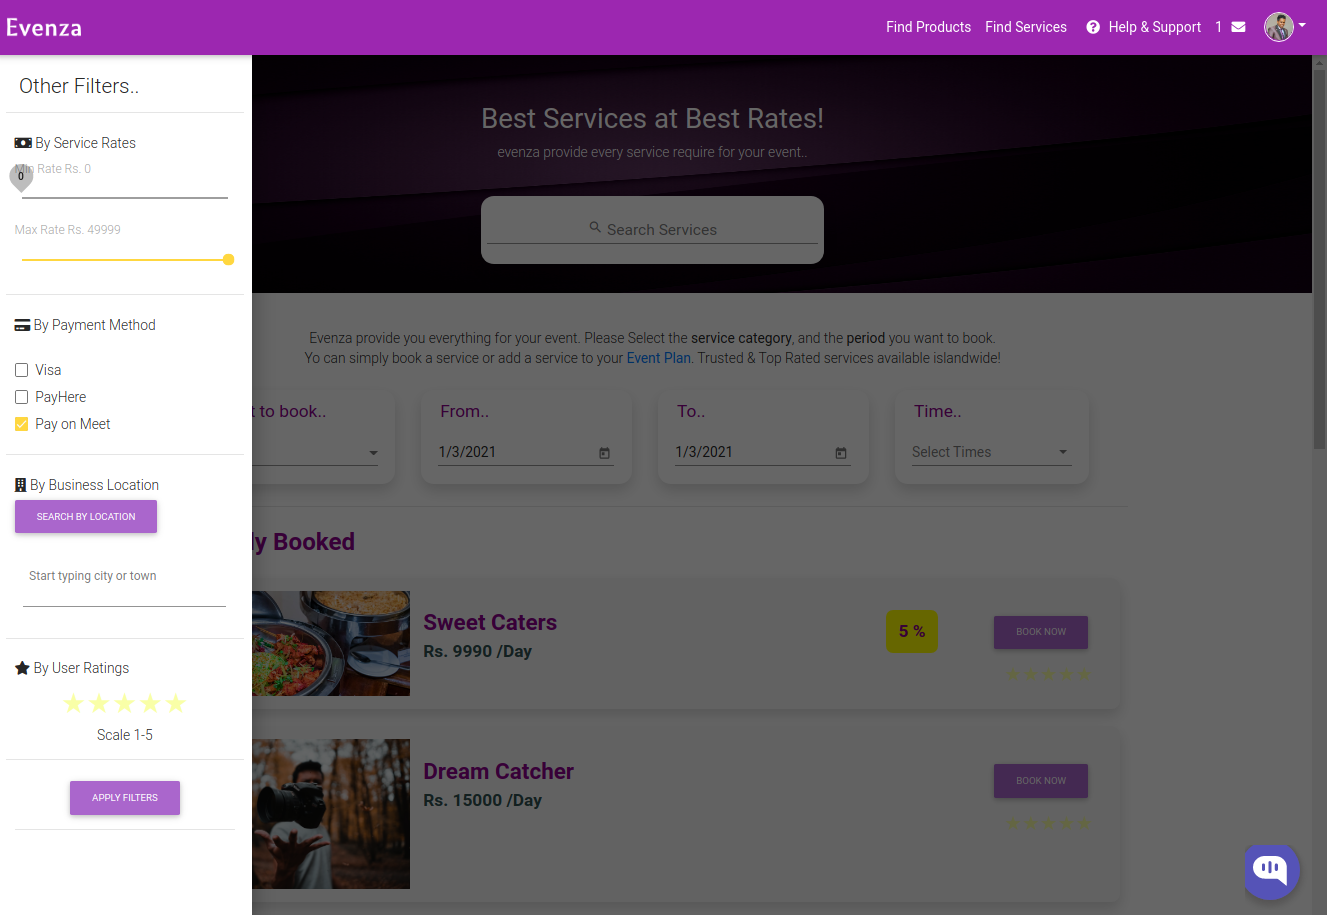 Evenza
Find Products Find Services Help & Support 1
Other Filters..
By Service Rates
Min Rate Rs. 0
0
Max Rate Rs. 49999
By Payment Method
Visa
PayHere
Pay on Meet
By Business Location
SEARCH BY LOCATION
Start typing city or town
By User Ratings
Scale 1-5
APPLY FILTERS
Best Services at Best Rates!
evenza provide every service require for your event..
Search Services
Evenza provide you everything for your event. Please Select the service category, and the period you want to book.
Yo can simply book a service or add a service to your Event Plan. Trusted & Top Rated services available islandwide!
t to book..
From..
1/3/2021
To..
1/3/2021
Time..
Select Times
ly Booked
Sweet Caters
Rs. 9990 /Day
5 %
BOOK NOW
Dream Catcher
Rs. 15000 /Day
BOOK NOW